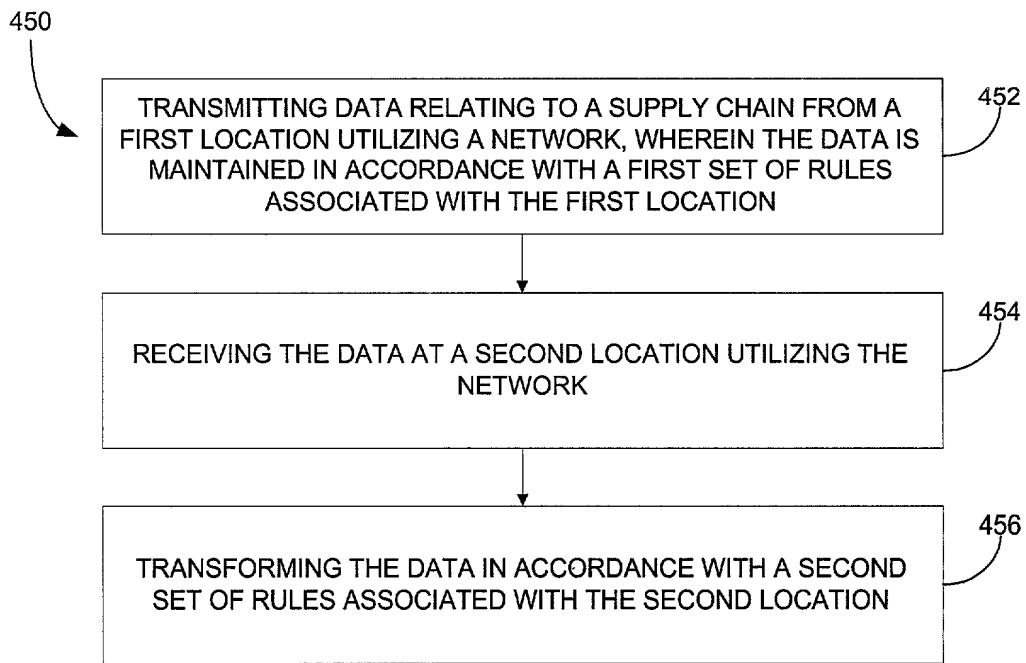 450
TRANSMITTING DATA RELATING TO A SUPPLY CHAIN FROM A
FIRST LOCATION UTILIZING A NETWORK, WHEREIN THE DATA IS
MAINTAINED IN ACCORDANCE WITH A FIRST SET OF RULES
ASSOCIATED WITH THE FIRST LOCATION
452
RECEIVING THE DATA AT A SECOND LOCATION UTILIZING THE
NETWORK
454
TRANSFORMING THE DATA IN ACCORDANCE WITH A SECOND
SET OF RULES ASSOCIATED WITH THE SECOND LOCATION
456